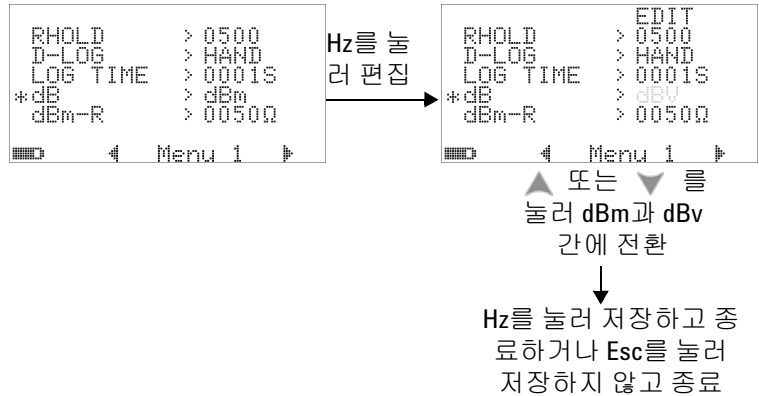 RHOLD > 0500
D-LOG > HAND
LOG TIME > 0001S
*dB > dBm
dBm-R > 0050Ω
Menu 1
Hz를 눌
러 편집
EDIT
RHOLD > 0500
D-LOG > HAND
LOG TIME > 0001S
*dB > dBV
dBm-R > 0050Ω
Menu 1
▲ 또는 ▼ 를
눌러 dBm과 dBv
간에 전환
Hz를 눌러 저장하고 종
료하거나 Esc를 눌러
저장하지 않고 종료